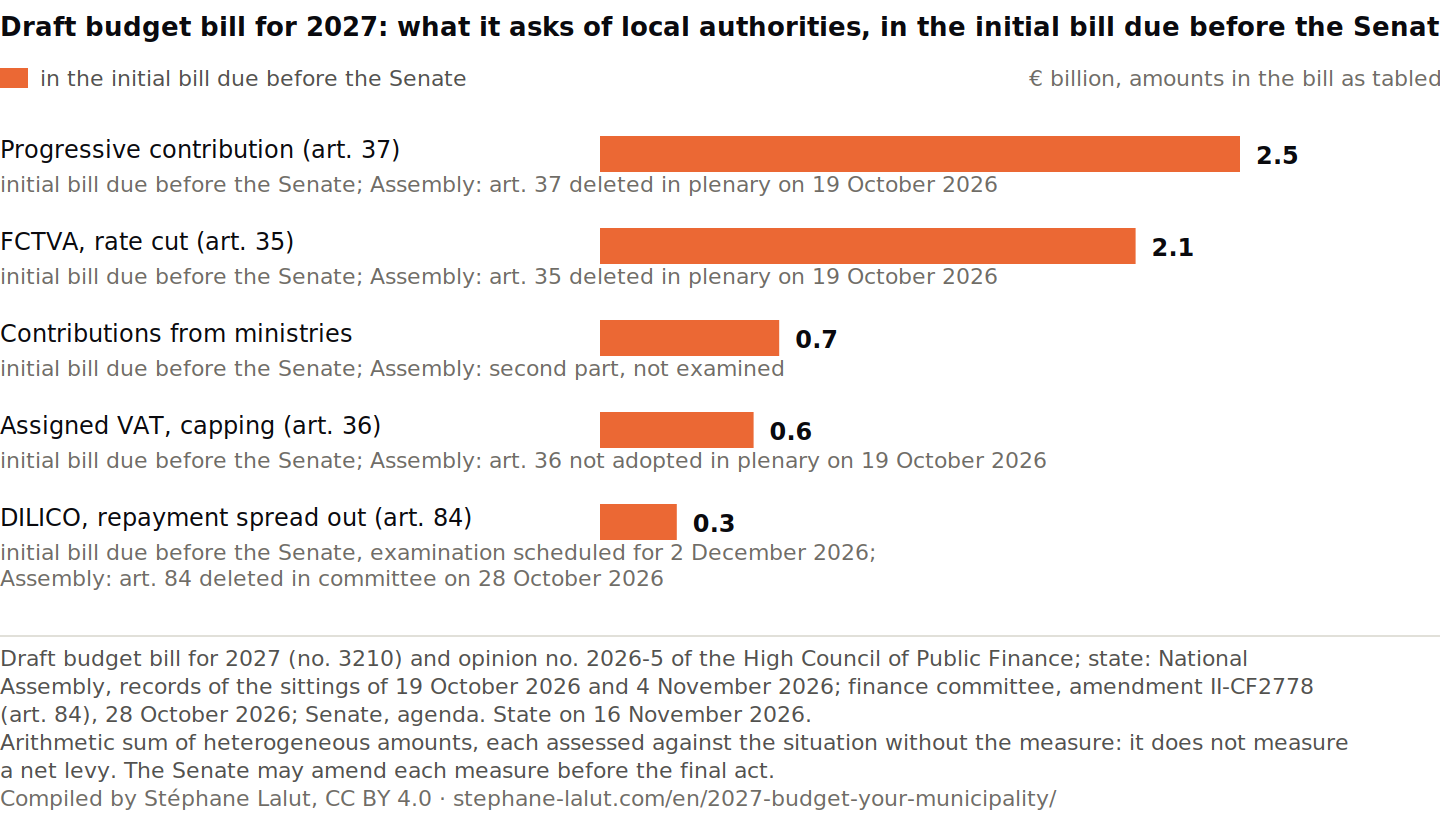 Draft budget bill for 2027: what it asks of local authorities, in the initial bill due before the Senat
in the initial bill due before the Senate
€ billion, amounts in the bill as tabled
Progressive contribution (art. 37)
2.5
initial bill due before the Senate; Assembly: art. 37 deleted in plenary on 19 October 2026
FCTVA, rate cut (art. 35)
2.1
initial bill due before the Senate; Assembly: art. 35 deleted in plenary on 19 October 2026
Contributions from ministries
0.7
initial bill due before the Senate; Assembly: second part, not examined
Assigned VAT, capping (art. 36)
0.6
initial bill due before the Senate; Assembly: art. 36 not adopted in plenary on 19 October 2026
DILICO, repayment spread out (art. 84)
0.3
initial bill due before the Senate, examination scheduled for 2 December 2026;
Assembly: art. 84 deleted in committee on 28 October 2026
Draft budget bill for 2027 (no. 3210) and opinion no. 2026-5 of the High Council of Public Finance; state: National
Assembly, records of the sittings of 19 October 2026 and 4 November 2026; finance committee, amendment II-CF2778
(art. 84), 28 October 2026; Senate, agenda. State on 16 November 2026.
Arithmetic sum of heterogeneous amounts, each assessed against the situation without the measure: it does not measure
a net levy. The Senate may amend each measure before the final act.
Compiled by Stéphane Lalut, CC BY 4.0 · stephane-lalut.com/en/2027-budget-your-municipality/